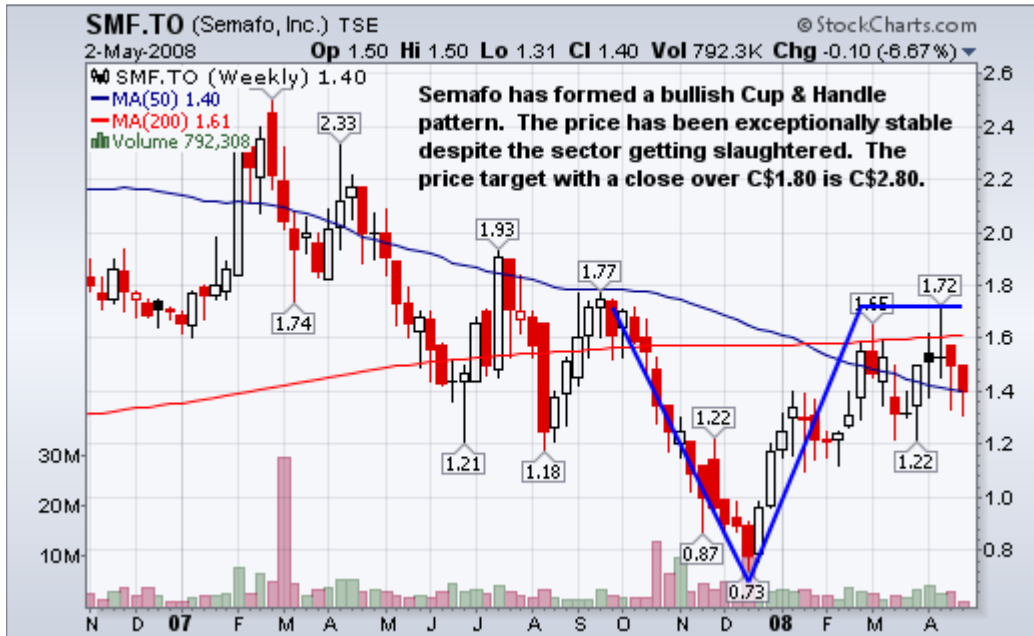 SMF.TO (Semafo, Inc.) TSE
© StockCharts.com
2-May-2008
Op 1.50 Hi 1.50 Lo 1.31 Cl 1.40 Vol 792.3K Chg -0.10 (-6.67%)
SMF.TO (Weekly) 1.40
MA(50) 1.40
MA(200) 1.61
Volume 792,308
Semafo has formed a bullish Cup & Handle
pattern. The price has been exceptionally stable
despite the sector getting slaughtered. The
price target with a close over C$1.80 is C$2.80.
2.33
1.74
1.93
1.21
1.18
1.77
1.22
0.87
0.73
1.65
1.72
1.22
2.6
2.4
2.2
2.0
1.8
1.6
1.4
1.2
1.0
0.8
30M
20M
10M
N D 07 F M A M J J A S O N D 08 F M A